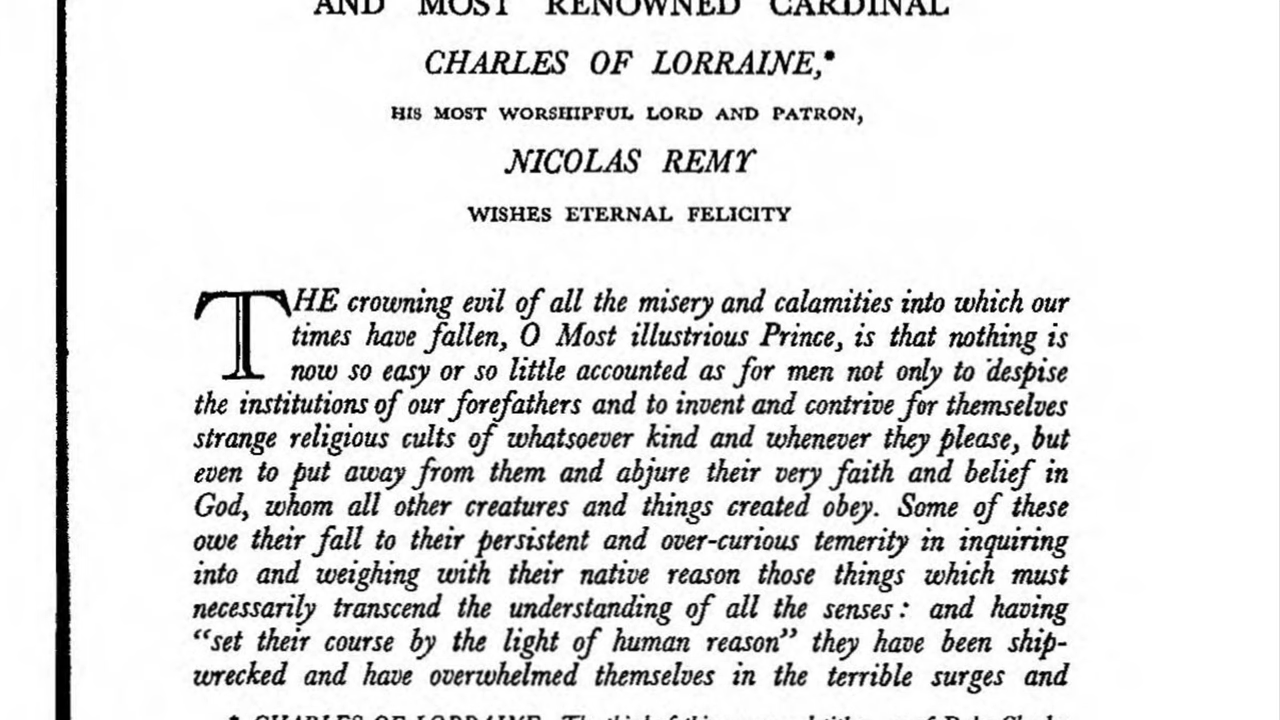 AND MOST RENOWNED CARDINAL
CHARLES OF LORRAINE,*
HIS MOST WORSHIPFUL LORD AND PATRON,
NICOLAS REMY
WISHES ETERNAL FELICITY
THE crowning evil of all the misery and calamities into which our
times have fallen, O Most illustrious Prince, is that nothing is
now so easy or so little accounted as for men not only to despise
the institutions of our forefathers and to invent and contrive for themselves
strange religious cults of whatsoever kind and whenever they please, but
even to put away from them and abjure their very faith and belief in
God, whom all other creatures and things created obey. Some of these
owe their fall to their persistent and over-curious temerity in inquiring
into and weighing with their native reason those things which must
necessarily transcend the understanding of all the senses: and having
"set their course by the light of human reason" they have been ship-
wrecked and have overwhelmed themselves in the terrible surges and
* CHARLES OF LORRAINE. The third of this